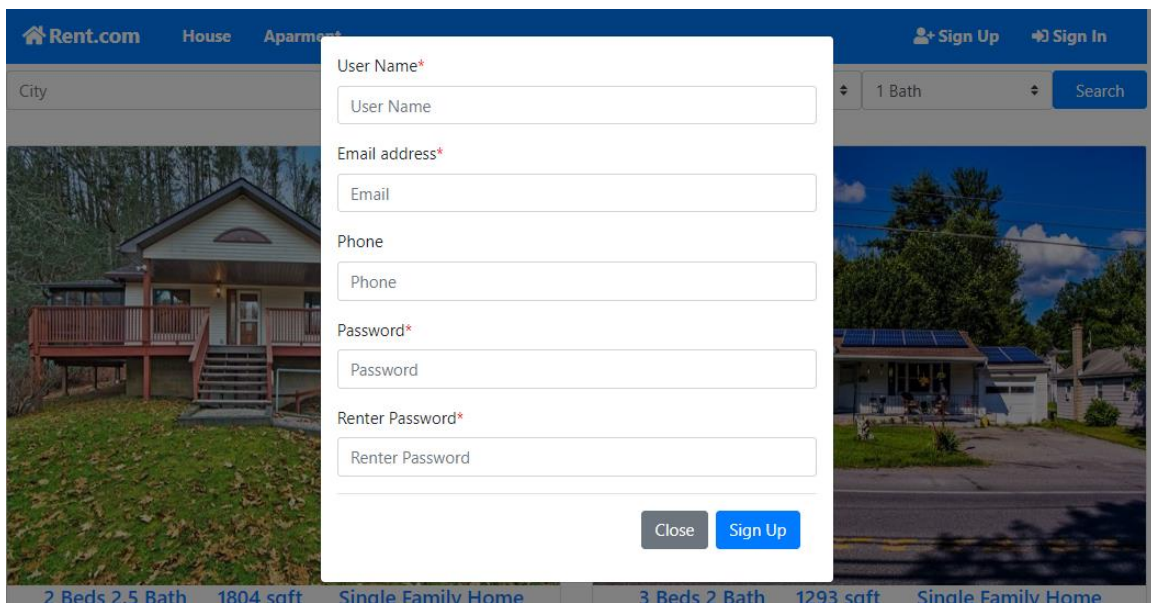 Rent.com House Aparment Sign Up Sign In
City 1 Bath Search
User Name*
User Name
Email address*
Email
Phone
Phone
Password*
Password
Renter Password*
Renter Password
Close Sign Up
2 Beds 2.5 Bath 1804 sqft Single Family Home
3 Beds 2 Bath 1293 sqft Single Family Home